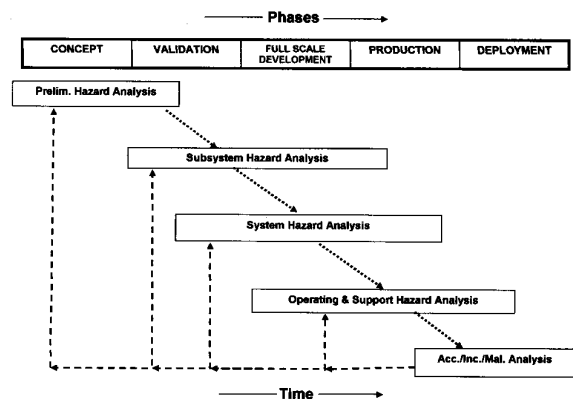 Phases
CONCEPT
VALIDATION
FULL SCALE
DEVELOPMENT
PRODUCTION
DEPLOYMENT
Prelim. Hazard Analysis
Subsystem Hazard Analysis
System Hazard Analysis
Operating & Support Hazard Analysis
Acc./Inc./Mal. Analysis
Time